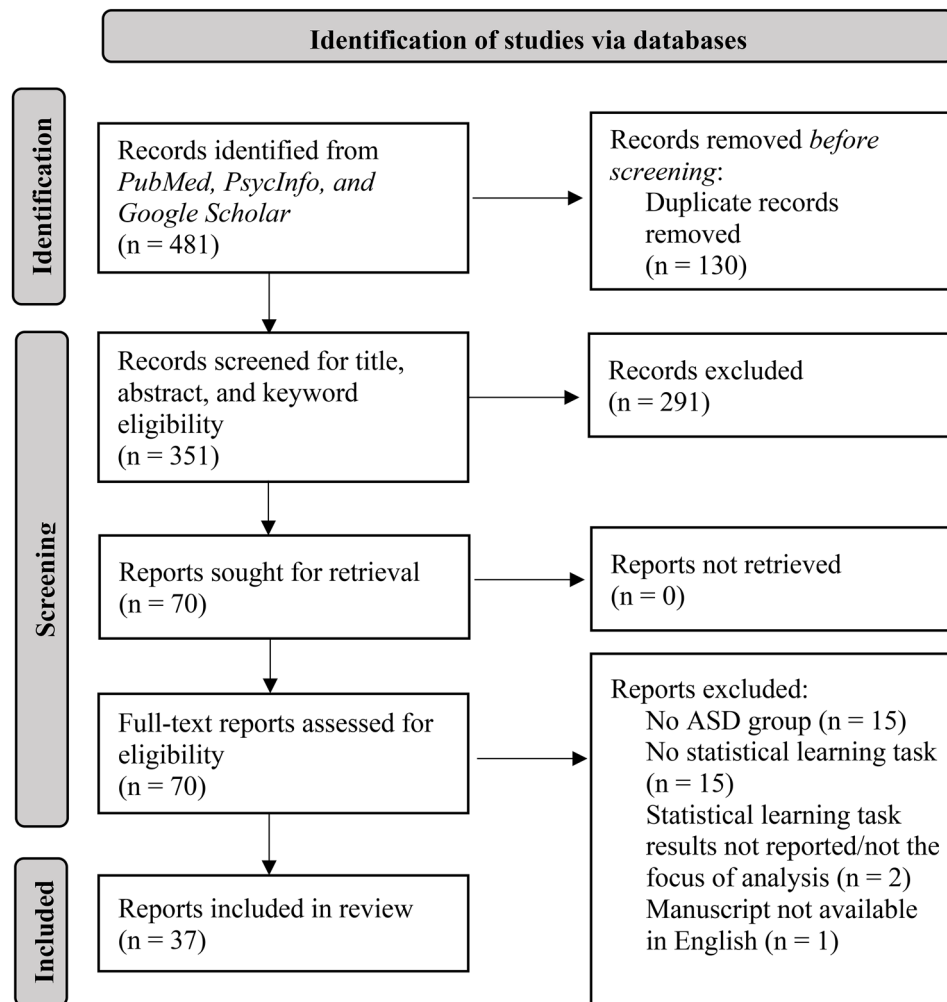 Identification of studies via databases
Identification
Records identified from
PubMed, PsycInfo, and
Google Scholar
(n = 481)
Records removed before
screening:
Duplicate records
removed
(n = 130)
Screening
Records screened for title,
abstract, and keyword
eligibility
(n = 351)
Records excluded
(n = 291)
Reports sought for retrieval
(n = 70)
Reports not retrieved
(n = 0)
Full-text reports assessed for
eligibility
(n = 70)
Reports excluded:
No ASD group (n = 15)
No statistical learning task
(n = 15)
Statistical learning task
results not reported/not the
focus of analysis (n = 2)
Manuscript not available
in English (n = 1)
Included
Reports included in review
(n = 37)